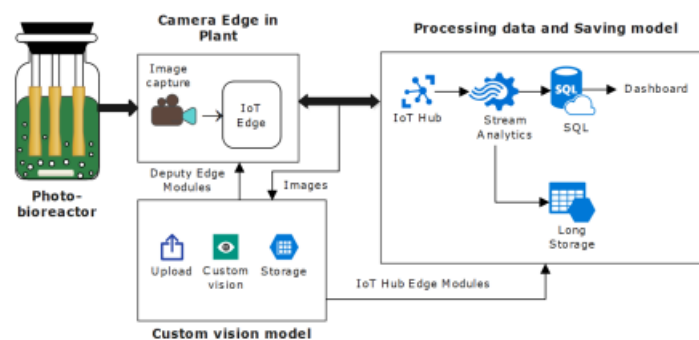 Camera Edge in
Plant
Processing data and Saving model
Image
capture
IoT
Edge
IoT Hub
Stream
Analytics
SQL
SQL
Dashboard
Photo-
bioreactor
Deputy Edge
Modules
Images
Long
Storage
Upload
Custom
vision
Storage
IoT Hub Edge Modules
Custom vision model